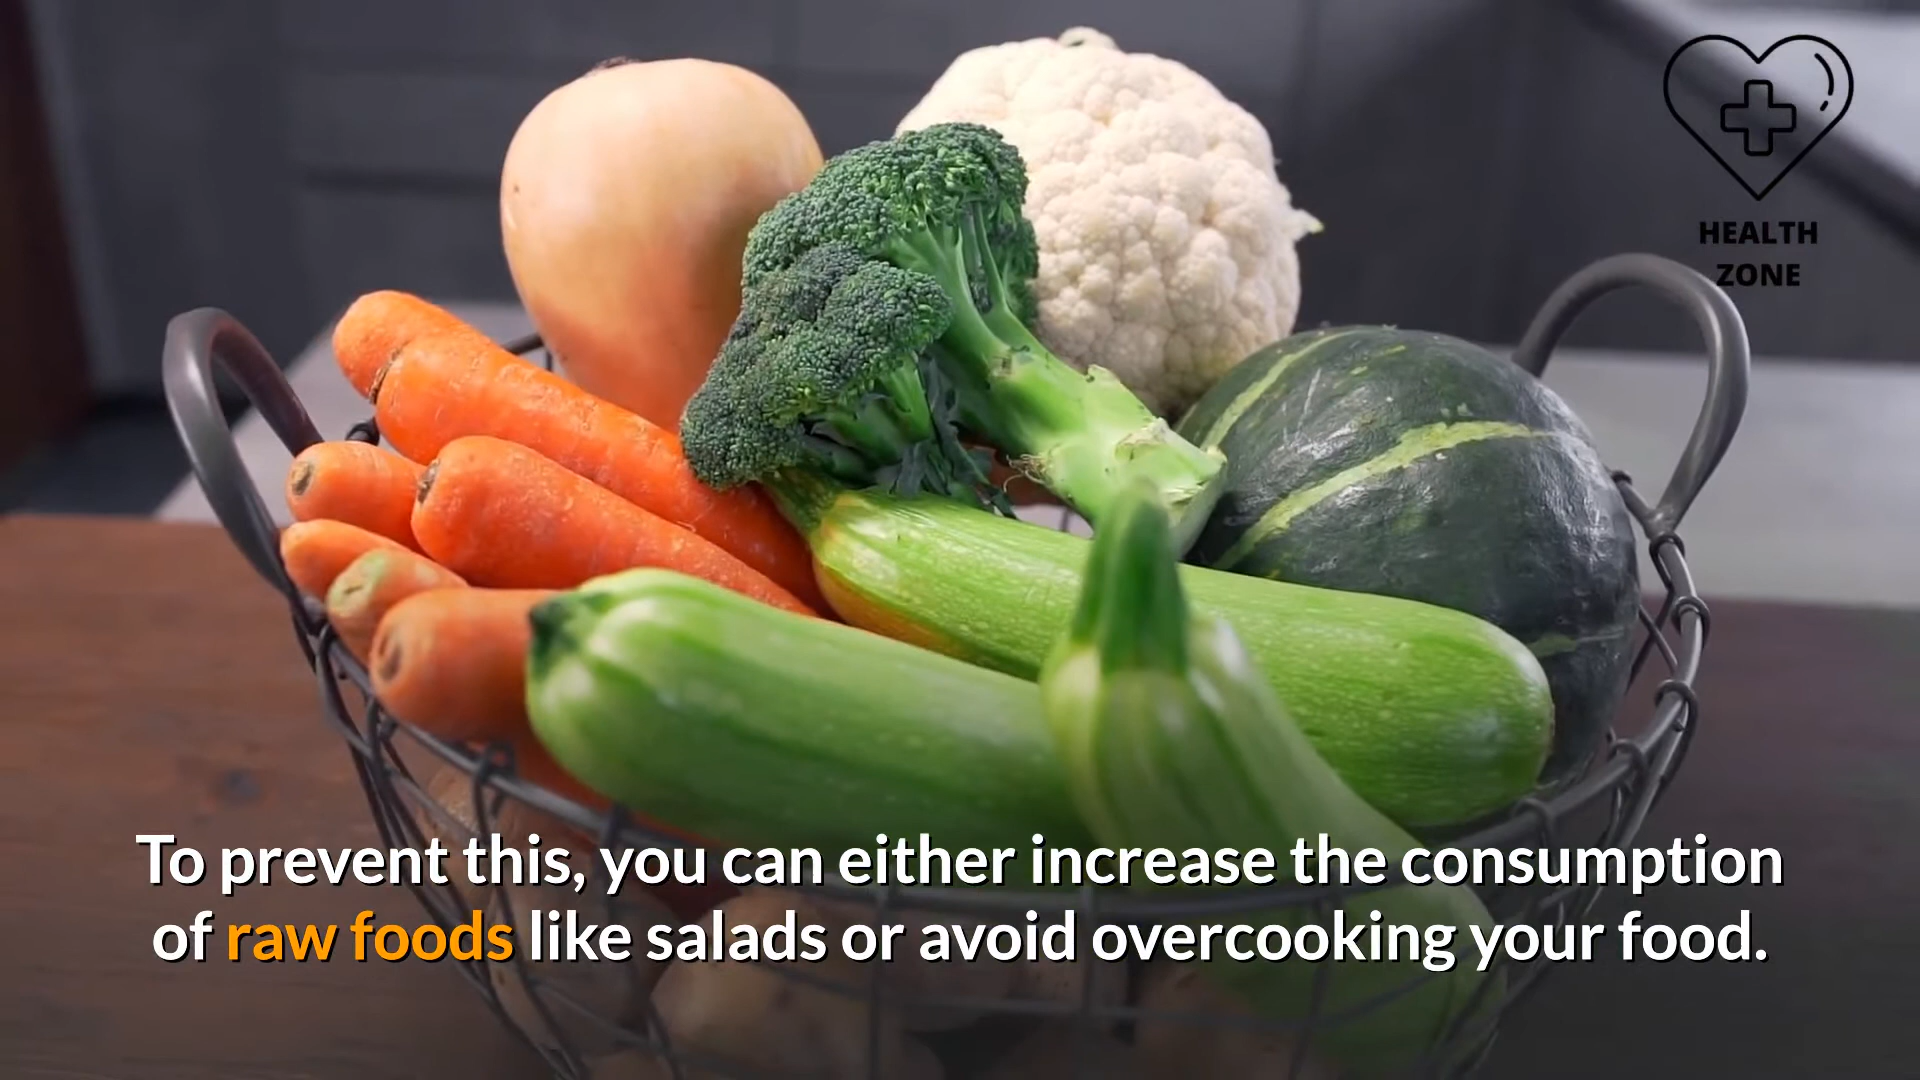 HEALTH
ZONE
To prevent this, you can either increase the consumption
of raw foods like salads or avoid overcooking your food.